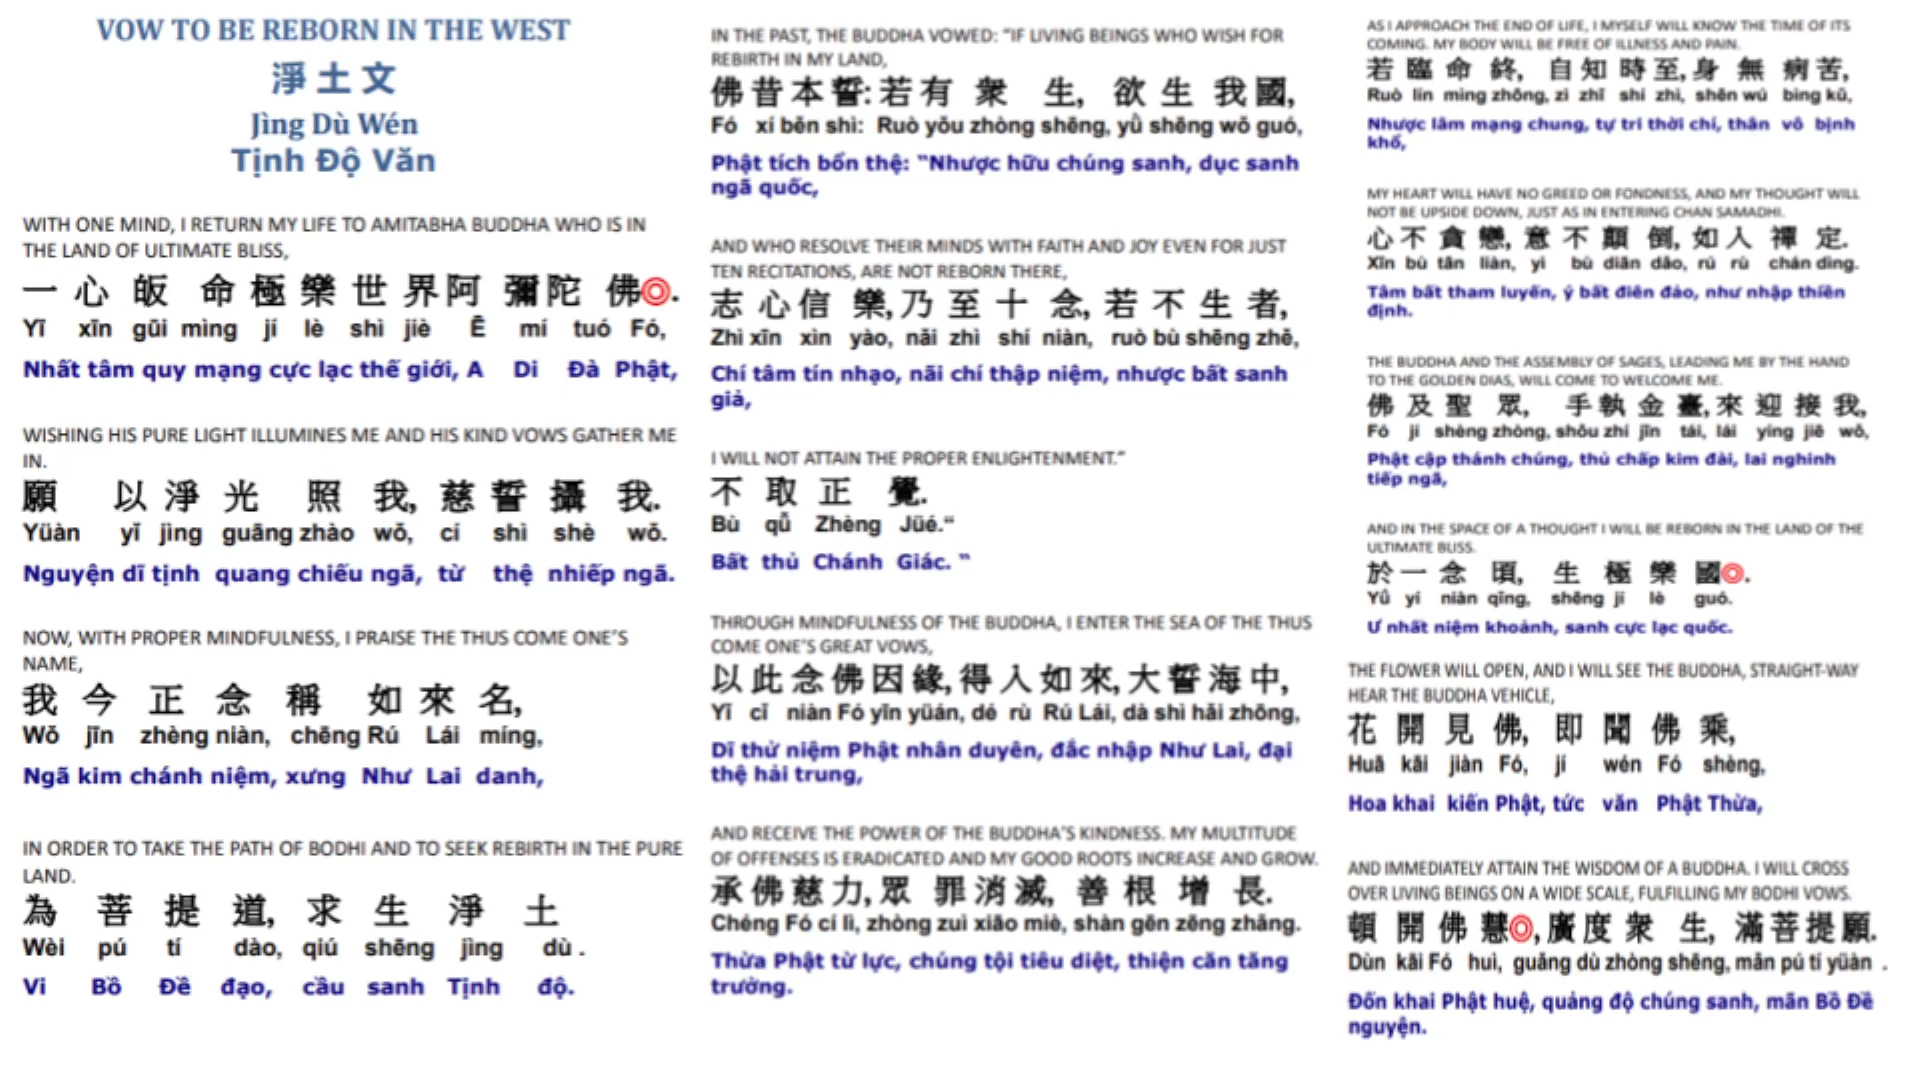 VOW TO BE REBORN IN THE WEST
淨土文
Jìng Dù Wén
Tịnh Độ Văn
WITH ONE MIND, I RETURN MY LIFE TO AMITABHA BUDDHA WHO IS IN
THE LAND OF ULTIMATE BLISS,
一心皈命極樂世界阿彌陀佛◎.
Yī xīn gūi mìng jí lè shì jiè Ē mí tuó Fó,
Nhất tâm quy mạng cực lạc thế giới, A Di Đà Phật,
WISHING HIS PURE LIGHT ILLUMINES ME AND HIS KIND VOWS GATHER ME
IN.
願以淨光照我,慈誓攝我.
Yüàn yǐ jìng guāng zhào wǒ, cí shì shè wǒ.
Nguyện dĩ tịnh quang chiếu ngã, từ thệ nhiếp ngã.
NOW, WITH PROPER MINDFULNESS, I PRAISE THE THUS COME ONE'S
NAME,
我今正念稱如來名,
Wǒ jīn zhèng niàn, chēng Rú Lái míng,
Ngã kim chánh niệm, xưng Như Lai danh,
IN ORDER TO TAKE THE PATH OF BODHI AND TO SEEK REBIRTH IN THE PURE
LAND.
為菩提道,求生淨土
Wèi pú tí dào, qiú shēng jìng dù .
Vi Bồ Đề đạo, cầu sanh Tịnh độ.
IN THE PAST, THE BUDDHA VOWED: "IF LIVING BEINGS WHO WISH FOR
REBIRTH IN MY LAND,
佛昔本誓:若有衆生,欲生我國,
Fó xí běn shì: Ruò yǒu zhòng shēng, yǜ shēng wǒ guó,
Phật tích bổn thệ: "Nhược hữu chúng sanh, dục sanh
ngã quốc,
AND WHO RESOLVE THEIR MINDS WITH FAITH AND JOY EVEN FOR JUST
TEN RECITATIONS, ARE NOT REBORN THERE,
志心信樂,乃至十念,若不生者,
Zhì xīn xìn yào, nǎi zhì shí niàn, ruò bù shēng zhě,
Chí tâm tín nhạo, nãi chí thập niệm, nhược bất sanh
giả,
I WILL NOT ATTAIN THE PROPER ENLIGHTENMENT."
不取正覺.
Bù qǚ Zhèng Jüé."
Bất thủ Chánh Giác. "
THROUGH MINDFULNESS OF THE BUDDHA, I ENTER THE SEA OF THE THUS
COME ONE'S GREAT VOWS,
以此念佛因緣,得入如來,大誓海中,
Yǐ cǐ niàn Fó yīn yüán, dé rù Rú Lái, dà shì hǎi zhōng,
Dĩ thử niệm Phật nhân duyên, đắc nhập Như Lai, đại
thệ hải trung,
AND RECEIVE THE POWER OF THE BUDDHA'S KINDNESS. MY MULTITUDE
OF OFFENSES IS ERADICATED AND MY GOOD ROOTS INCREASE AND GROW.
承佛慈力,眾罪消滅,善根增長.
Chéng Fó cí lì, zhòng zuì xiāo miè, shàn gēn zēng zhǎng.
Thừa Phật từ lực, chúng tội tiêu diệt, thiện căn tăng
trưởng.
AS I APPROACH THE END OF LIFE, I MYSELF WILL KNOW THE TIME OF ITS
COMING. MY BODY WILL BE FREE OF ILLNESS AND PAIN.
若臨命終,自知時至,身無病苦,
Ruò lín mìng zhōng, zì zhī shí zhì, shēn wú bìng kǔ,
Nhược lâm mạng chung, tự tri thời chí, thân vô bịnh
khổ,
MY HEART WILL HAVE NO GREED OR FONDNESS, AND MY THOUGHT WILL
NOT BE UPSIDE DOWN, JUST AS IN ENTERING CHAN SAMADHI.
心不貪戀,意不顛倒,如入禪定.
Xīn bù tān liàn, yì bù diān dǎo, rú rù chán dìng.
Tâm bất tham luyến, ý bất điên đảo, như nhập thiền
định.
THE BUDDHA AND THE ASSEMBLY OF SAGES, LEADING ME BY THE HAND
TO THE GOLDEN DIAS, WILL COME TO WELCOME ME.
佛及聖眾,手執金臺,來迎接我,
Fó jí shèng zhòng, shǒu zhí jīn tái, lái yíng jiē wǒ,
Phật cập thánh chúng, thủ chấp kim đài, lai nghinh
tiếp ngã,
AND IN THE SPACE OF A THOUGHT I WILL BE REBORN IN THE LAND OF THE
ULTIMATE BLISS.
於一念頃,生極樂國◎.
Yǘ yí niàn qǐng, shēng jí lè guó.
Ư nhất niệm khoảnh, sanh cực lạc quốc.
THE FLOWER WILL OPEN, AND I WILL SEE THE BUDDHA, STRAIGHT-WAY
HEAR THE BUDDHA VEHICLE,
花開見佛,即聞佛乘,
Huā kāi jiàn Fó, jí wén Fó shèng,
Hoa khai kiến Phật, tức văn Phật Thừa,
AND IMMEDIATELY ATTAIN THE WISDOM OF A BUDDHA. I WILL CROSS
OVER LIVING BEINGS ON A WIDE SCALE, FULFILLING MY BODHI VOWS.
頓開佛慧◎,廣度衆生,滿菩提願.
Dùn kāi Fó huì, guǎng dù zhòng shēng, mǎn pú tí yüàn .
Đốn khai Phật huệ, quảng độ chúng sanh, mãn Bồ Đề
nguyện.